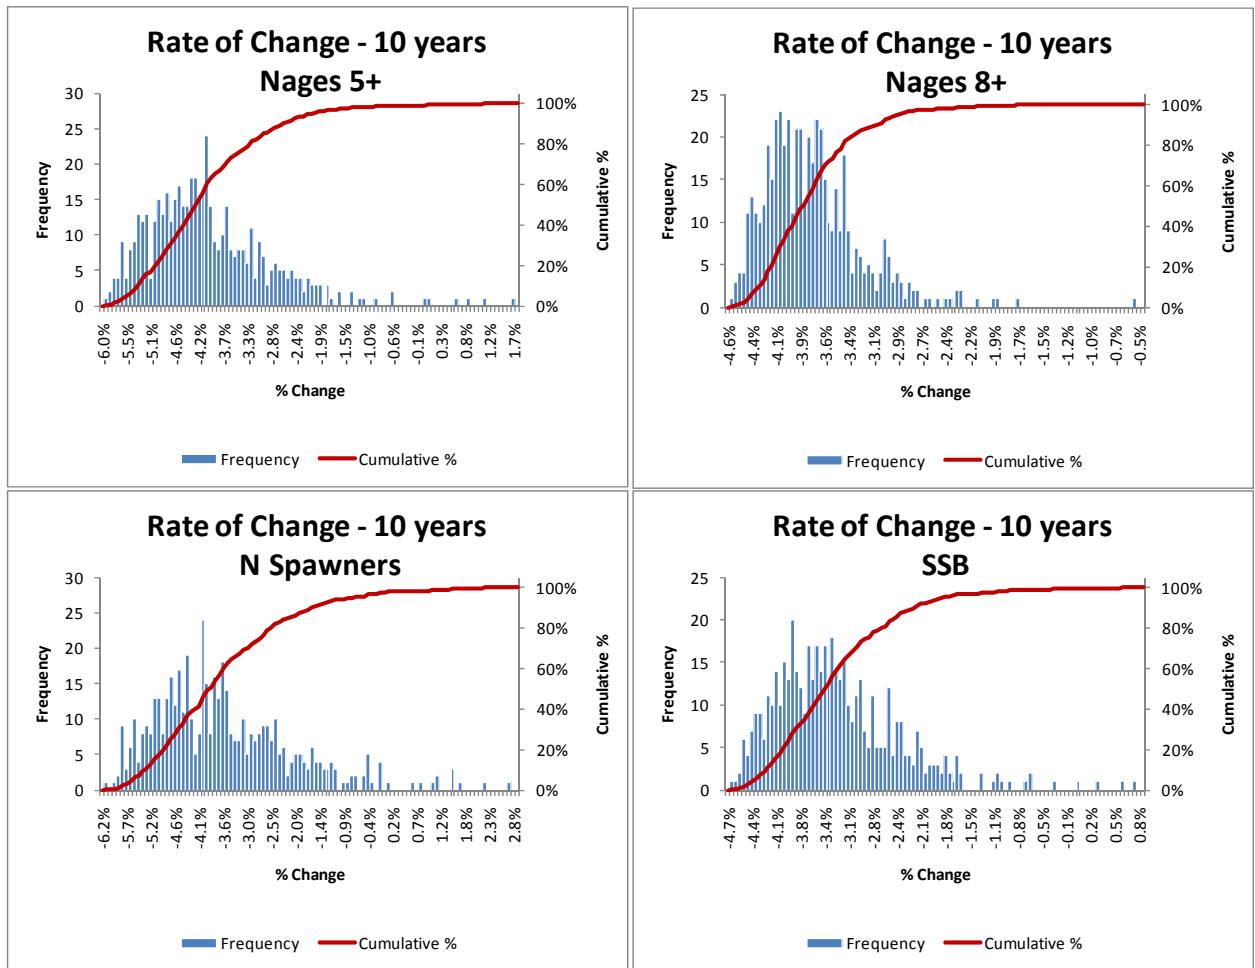 Rate of Change - 10 years
Nages 5+
30
25
20
15
10
5
0
Frequency
100%
80%
60%
40%
20%
0%
Cumulative %
-6.0% -5.5% -5.1% -4.6% -4.2% -3.7% -3.3% -2.8% -2.4% -1.9% -1.5% -1.0% -0.6% -0.1% 0.3% 0.8% 1.2% 1.7%
% Change
Frequency Cumulative %
Rate of Change - 10 years
Nages 8+
25
20
15
10
5
0
Frequency
100%
80%
60%
40%
20%
0%
Cumulative %
-4.6% -4.4% -4.1% -3.9% -3.6% -3.4% -3.1% -2.9% -2.7% -2.4% -2.2% -1.9% -1.7% -1.5% -1.2% -1.0% -0.7% -0.5%
% Change
Frequency Cumulative %
Rate of Change - 10 years
N Spawners
30
25
20
15
10
5
0
Frequency
100%
80%
60%
40%
20%
0%
Cumulative %
-6.2% -5.7% -5.2% -4.6% -4.1% -3.6% -3.0% -2.5% -2.0% -1.4% -0.9% -0.4% 0.2% 0.7% 1.2% 1.7% 2.3% 2.8%
% Change
Frequency Cumulative %
Rate of Change - 10 years
SSB
25
20
15
10
5
0
Frequency
100%
80%
60%
40%
20%
0%
Cumulative %
-4.7% -4.4% -4.1% -3.8% -3.4% -3.1% -2.8% -2.4% -2.1% -1.8% -1.5% -1.1% -0.8% -0.5% -0.1% 0.2% 0.5% 0.8%
% Change
Frequency Cumulative %